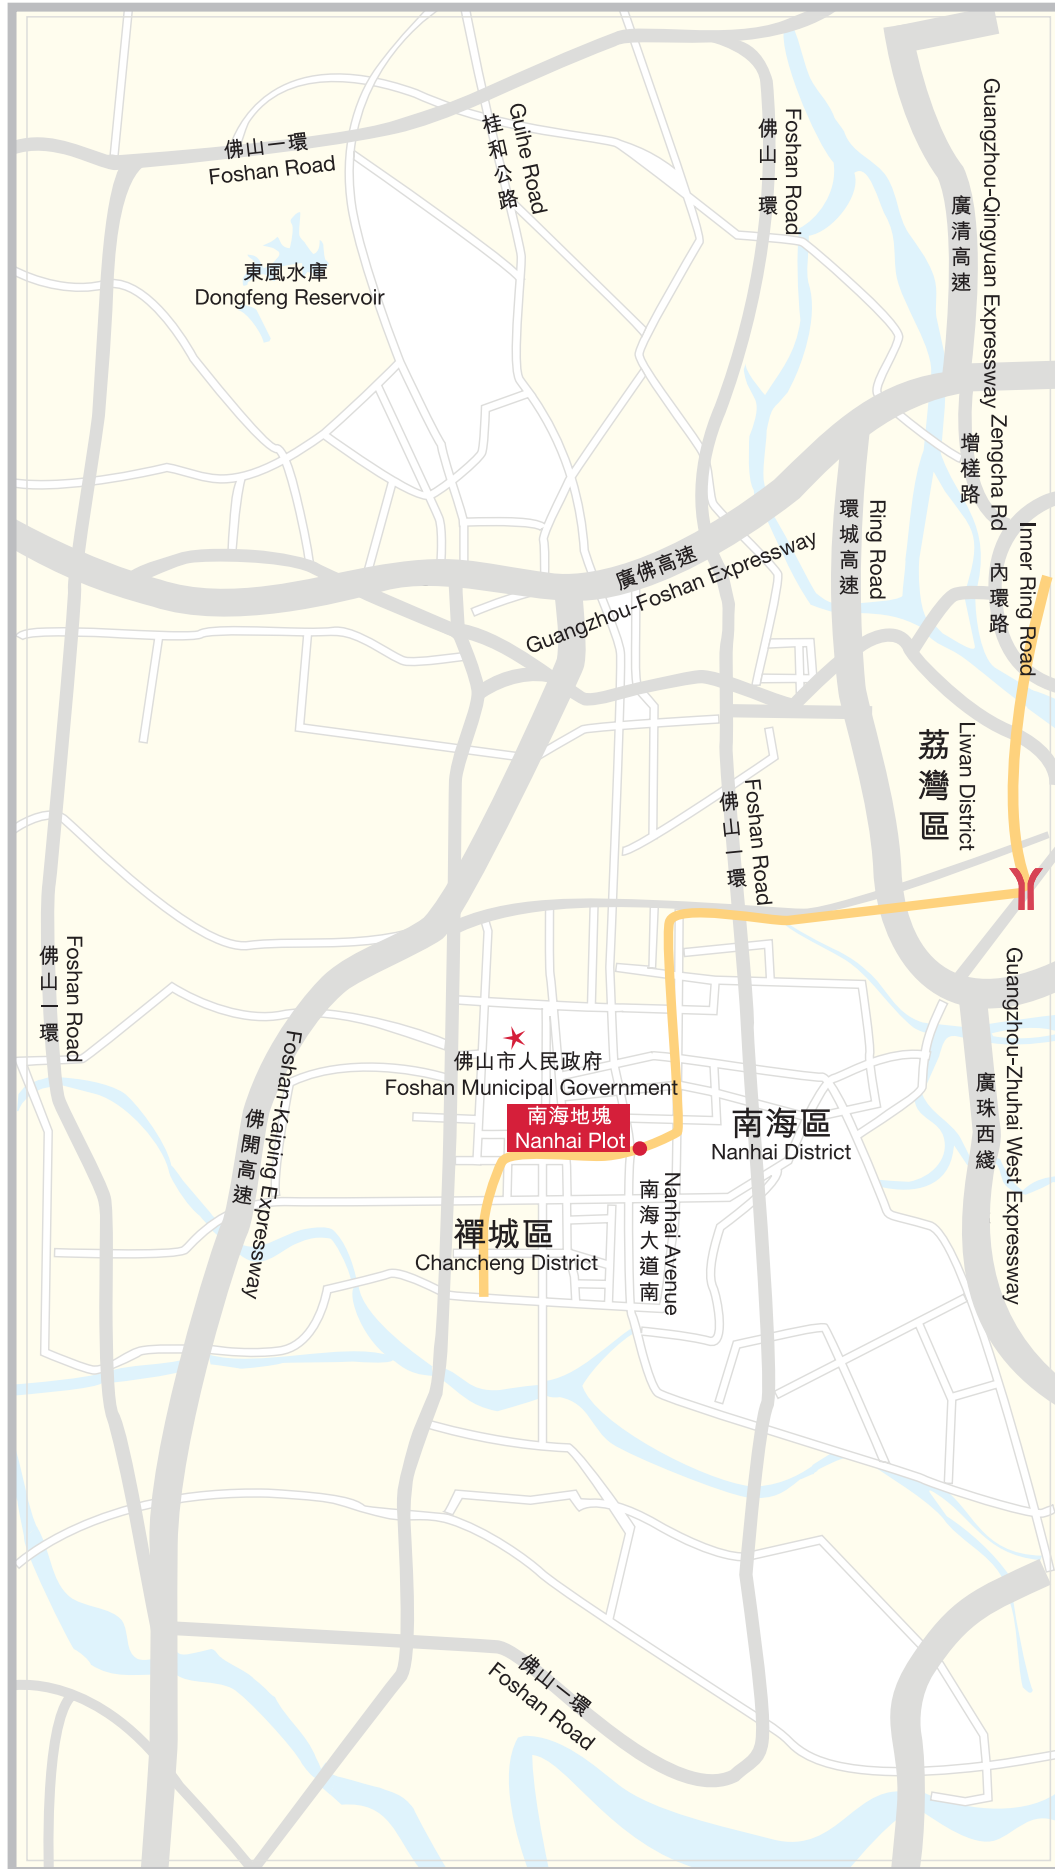 佛山一環
Foshan Road
桂和公路
Guihe Road
佛山一環
Foshan Road
廣清高速
Guangzhou-Qingyuan Expressway
東風水庫
Dongfeng Reservoir
增槎路
Zengcha Rd
環城高速
Ring Road
內環路
Inner Ring Road
廣佛高速
Guangzhou-Foshan Expressway
荔灣區
Liwan District
佛山一環
Foshan Road
佛山一環
Foshan Road
廣珠西綫
Guangzhou-Zhuhai West Expressway
佛開高速
Foshan-Kaiping Expressway
佛山市人民政府
Foshan Municipal Government
南海地塊
Nanhai Plot
南海區
Nanhai District
南海大道南
Nanhai Avenue
禪城區
Chancheng District
佛山一環
Foshan Road